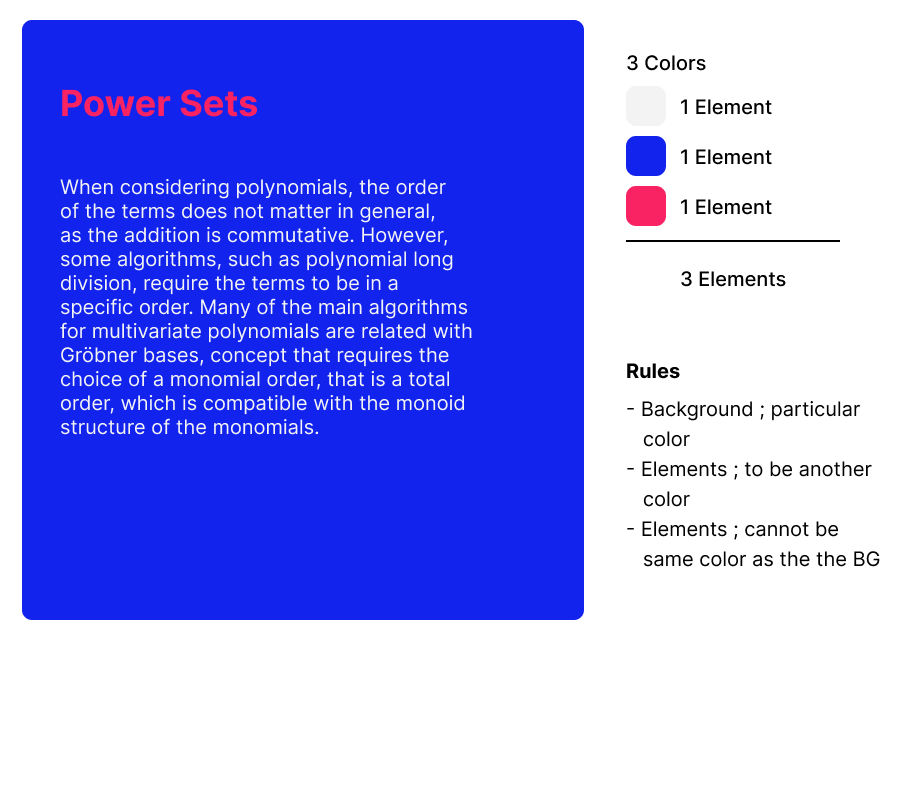 Power Sets
When considering polynomials, the order
of the terms does not matter in general,
as the addition is commutative. However,
some algorithms, such as polynomial long
division, require the terms to be in a
specific order. Many of the main algorithms
for multivariate polynomials are related with
Gröbner bases, concept that requires the
choice of a monomial order, that is a total
order, which is compatible with the monoid
structure of the monomials.
3 Colors
1 Element
1 Element
1 Element
3 Elements
Rules
- Background ; particular
color
- Elements ; to be another
color
- Elements ; cannot be
same color as the the BG